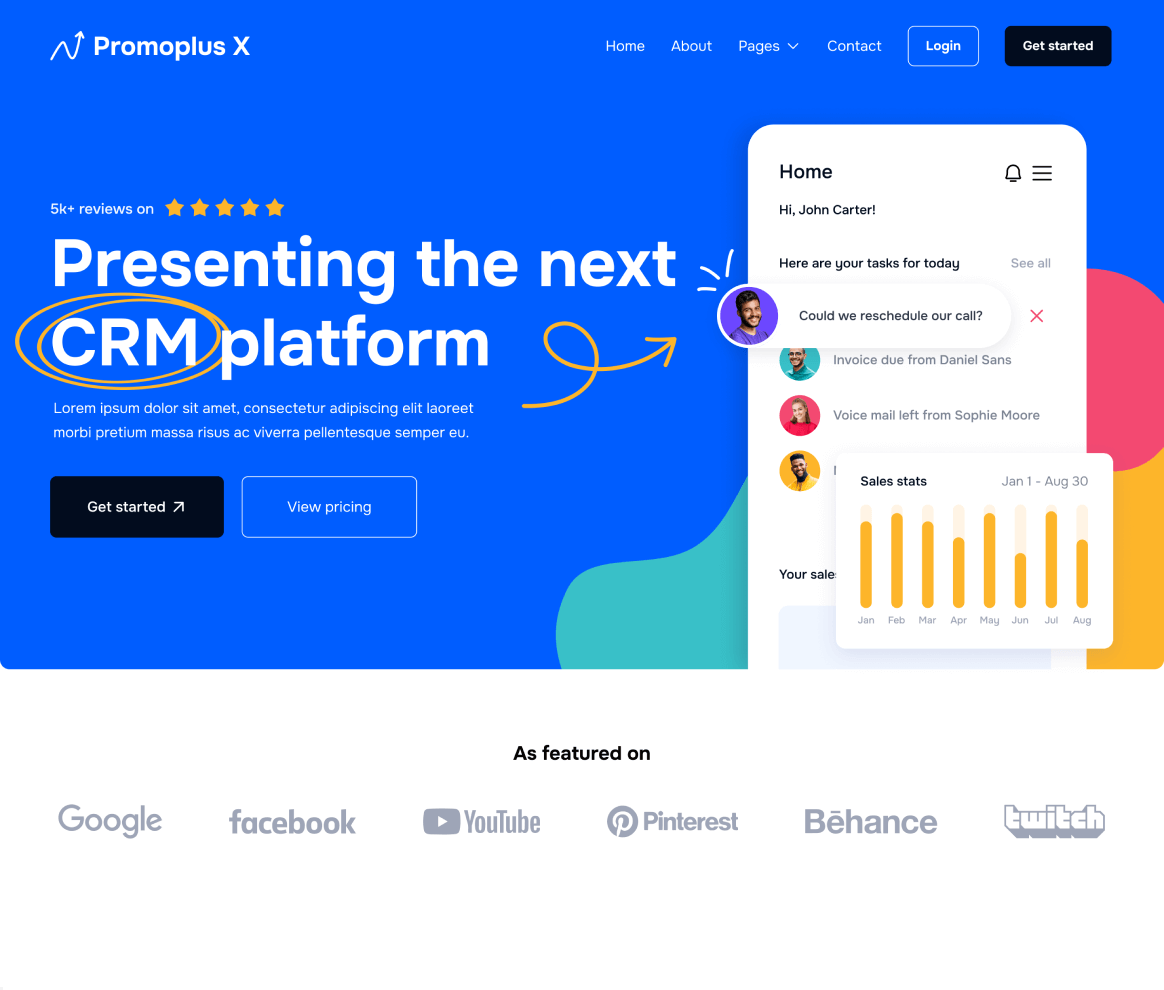 Promoplus X
Home About Pages Contact Login Get started
5k+ reviews on
Presenting the next
CRM platform
Lorem ipsum dolor sit amet, consectetur adipiscing elit laoreet
morbi pretium massa risus ac viverra pellentesque semper eu.
Get started
View pricing
Home
Hi, John Carter!
Here are your tasks for today See all
Could we reschedule our call?
Invoice due from Daniel Sans
Voice mail left from Sophie Moore
Sales stats Jan 1 - Aug 30
Jan Feb Mar Apr May Jun Jul Aug
Your sales
As featured on
Google facebook YouTube Pinterest Bēhance twitch